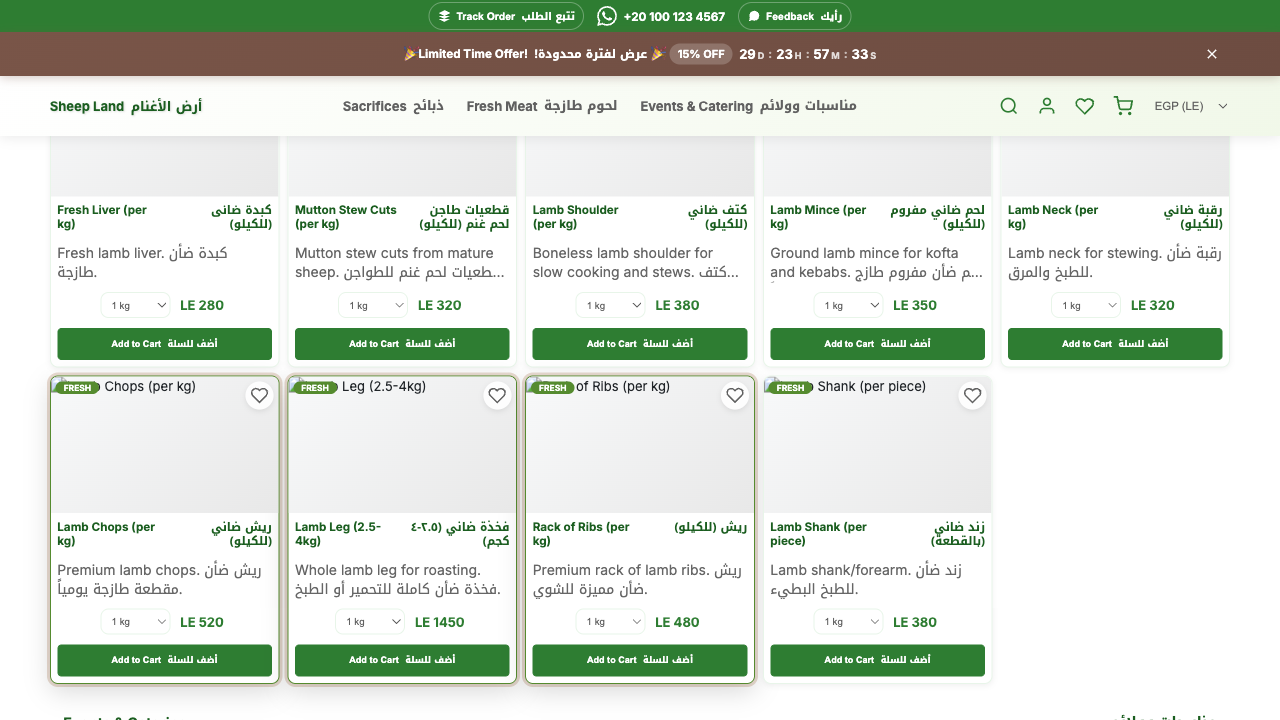 Track Order تتبع الطلب
+20 100 123 4567
Feedback رأيك
🎉Limited Time Offer! عرض لفترة محدودة! 🎉 15% OFF 29D : 23H : 57M : 33S ✕
Sheep Land أرض الأغنام
Sacrifices ذبائح
Fresh Meat لحوم طازجة
Events & Catering مناسبات وولائم
EGP (LE)
Fresh Liver (per kg)
كبدة ضانى (للكيلو)
Fresh lamb liver. كبدة ضأن
طازجة.
1 kg LE 280
Add to Cart أضف للسلة
Mutton Stew Cuts (per kg)
قطعيات طاجن لحم غنم (للكيلو)
Mutton stew cuts from mature
sheep. قطعيات لحم غنم للطواجن...
1 kg LE 320
Add to Cart أضف للسلة
Lamb Shoulder (per kg)
كتف ضاني (للكيلو)
Boneless lamb shoulder for
slow cooking and stews. كتف...
1 kg LE 380
Add to Cart أضف للسلة
Lamb Mince (per kg)
لحم ضاني مفروم (للكيلو)
Ground lamb mince for kofta
and kebabs. لحم ضأن مفروم طازج...
1 kg LE 350
Add to Cart أضف للسلة
Lamb Neck (per kg)
رقبة ضاني (للكيلو)
Lamb neck for stewing. رقبة ضأن
للطبخ والمرق.
1 kg LE 320
Add to Cart أضف للسلة
FRESH Chops (per kg)
Lamb Chops (per kg)
ريش ضاني (للكيلو)
Premium lamb chops. ريش ضأن
مقطعة طازجة يومياً.
1 kg LE 520
Add to Cart أضف للسلة
FRESH Leg (2.5-4kg)
Lamb Leg (2.5-4kg)
فخذة ضاني (٢.٥-٤ كجم)
Whole lamb leg for roasting.
فخذة ضأن كاملة للتحمير أو الطبخ.
1 kg LE 1450
Add to Cart أضف للسلة
FRESH of Ribs (per kg)
Rack of Ribs (per kg)
ريش (للكيلو)
Premium rack of lamb ribs. ريش
ضأن مميزة للشوي.
1 kg LE 480
Add to Cart أضف للسلة
FRESH Shank (per piece)
Lamb Shank (per piece)
زند ضاني (بالقطعة)
Lamb shank/forearm. زند ضأن
للطبخ البطيء.
1 kg LE 380
Add to Cart أضف للسلة